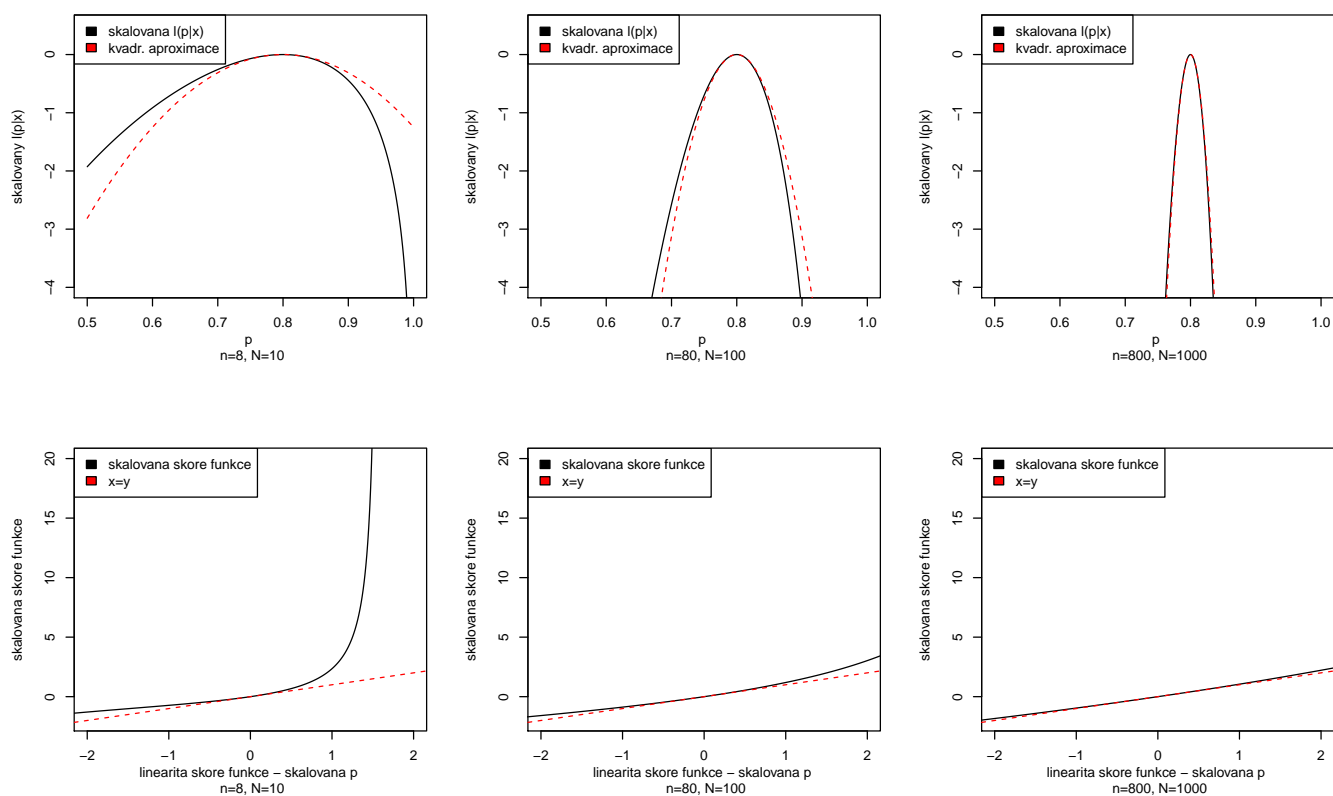 skalovana l(p|x)
kvadr. aproximace
skalovany l(p|x)
0
−1
−2
−3
−4
0.5 0.6 0.7 0.8 0.9 1.0
p
n=8, N=10
skalovana l(p|x)
kvadr. aproximace
skalovany l(p|x)
0
−1
−2
−3
−4
0.5 0.6 0.7 0.8 0.9 1.0
p
n=80, N=100
skalovana l(p|x)
kvadr. aproximace
skalovany l(p|x)
0
−1
−2
−3
−4
0.5 0.6 0.7 0.8 0.9 1.0
p
n=800, N=1000
skalovana skore funkce
x=y
skalovana skore funkce
20
15
10
5
0
−2 −1 0 1 2
linearita skore funkce − skalovana p
n=8, N=10
skalovana skore funkce
x=y
skalovana skore funkce
20
15
10
5
0
−2 −1 0 1 2
linearita skore funkce − skalovana p
n=80, N=100
skalovana skore funkce
x=y
skalovana skore funkce
20
15
10
5
0
−2 −1 0 1 2
linearita skore funkce − skalovana p
n=800, N=1000